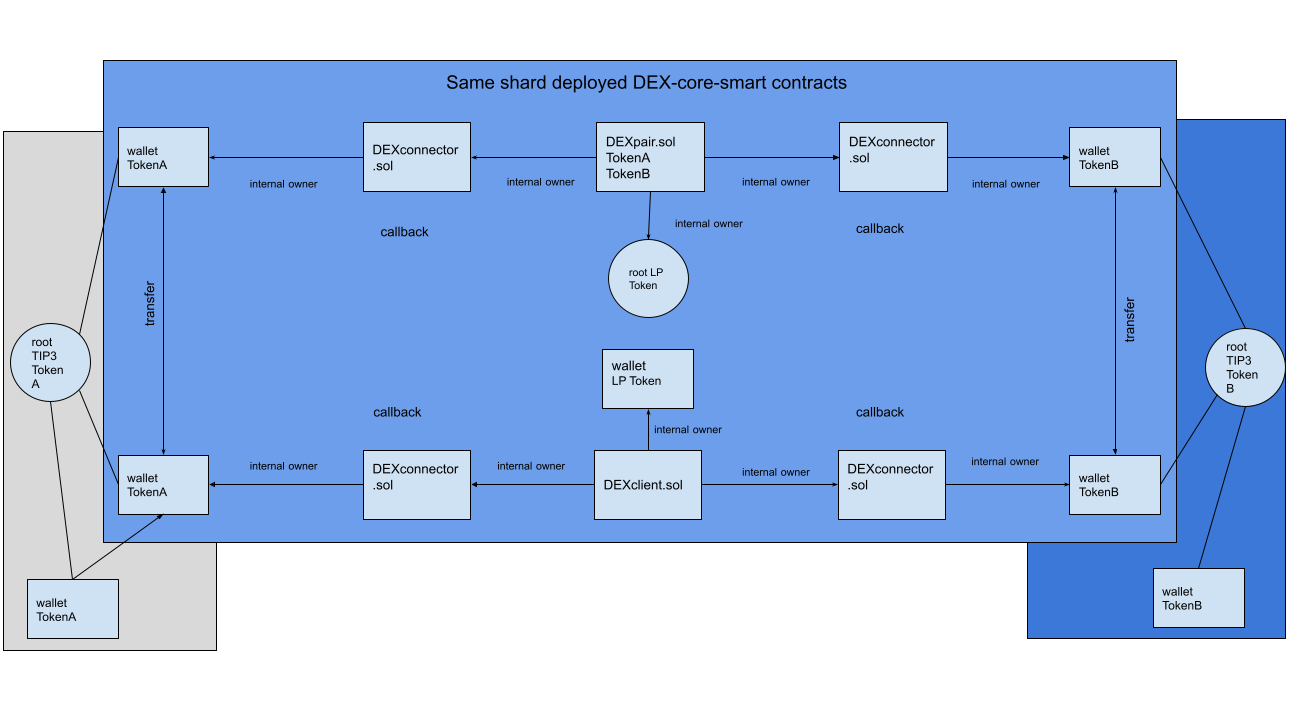 Same shard deployed DEX-core-smart contracts
wallet
TokenA
DEXconnector
.sol
DEXpair.sol
TokenA
TokenB
DEXconnector
.sol
wallet
TokenB
internal owner
internal owner
internal owner
internal owner
callback
internal owner
callback
root LP
Token
transfer
transfer
root
TIP3
Token
A
root
TIP3
Token
B
wallet
LP Token
callback
callback
internal owner
wallet
TokenA
internal owner
DEXconnector
.sol
internal owner
DEXclient.sol
internal owner
DEXconnector
.sol
internal owner
wallet
TokenB
wallet
TokenA
wallet
TokenB